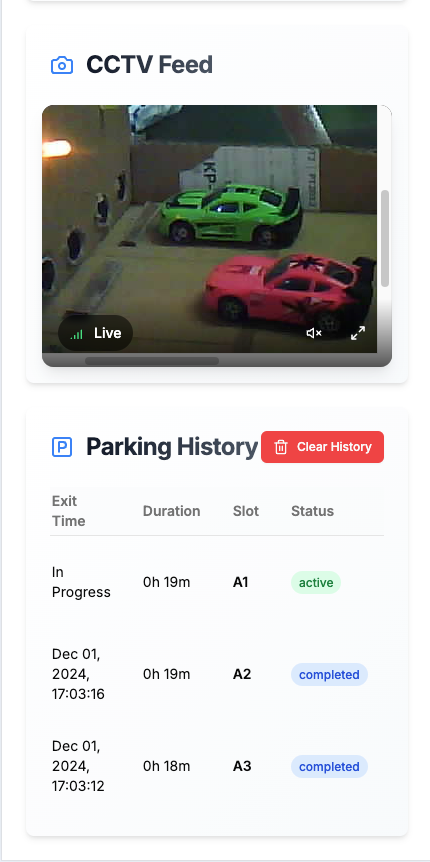 CCTV Feed
KP
Live
Parking History
Clear History
Exit
Time
Duration
Slot
Status
In
Progress
0h 19m
A1
active
Dec 01,
2024,
17:03:16
0h 19m
A2
completed
Dec 01,
2024,
17:03:12
0h 18m
A3
completed